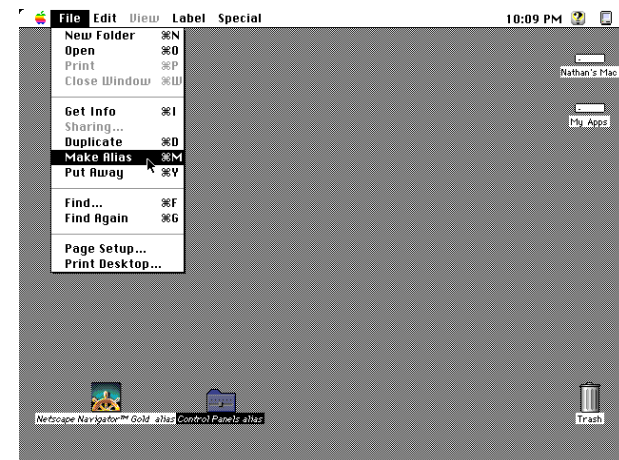 File Edit View Label Special 10:09 PM
New Folder ⌘N
Open ⌘O
Print ⌘P
Close Window ⌘W
Get Info ⌘I
Sharing...
Duplicate ⌘D
Make Alias ⌘M
Put Away ⌘Y
Find... ⌘F
Find Again ⌘G
Page Setup...
Print Desktop...
Nathan's Mac
My Apps
Netscape Navigator™ Gold alias
Control Panels alias
Trash